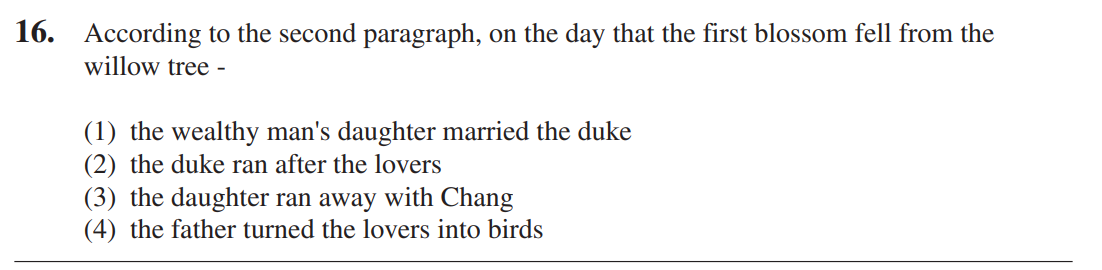 16. According to the second paragraph, on the day that the first blossom fell from the
willow tree -
(1) the wealthy man's daughter married the duke
(2) the duke ran after the lovers
(3) the daughter ran away with Chang
(4) the father turned the lovers into birds